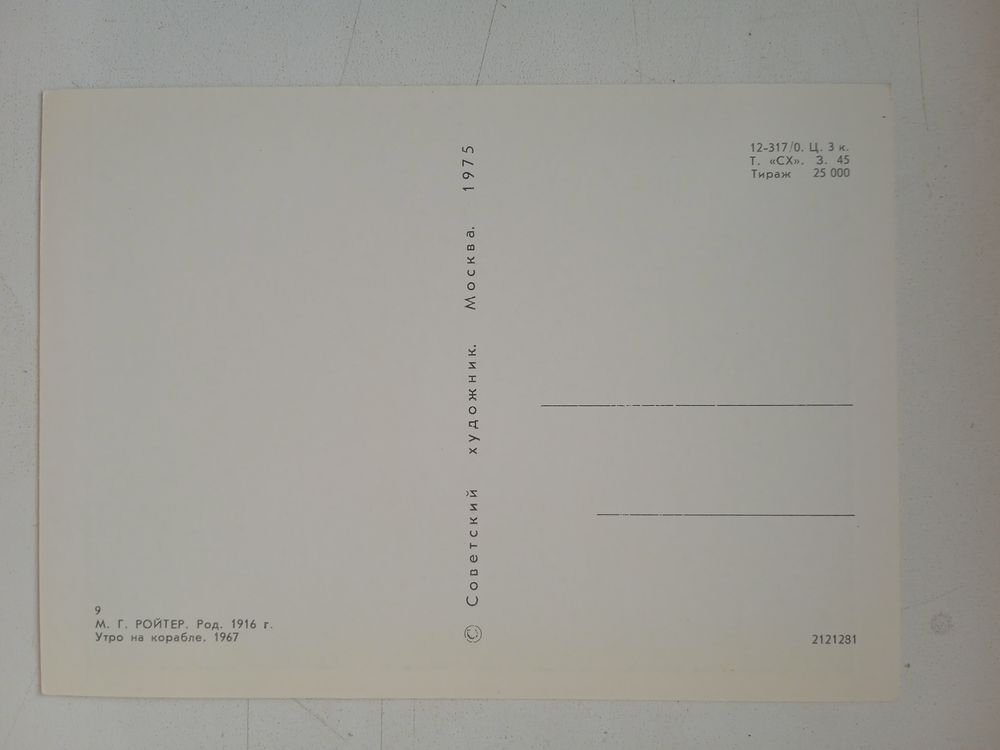 9
М. Г. РОЙТЕР. Род. 1916 г.
Утро на корабле. 1967
© Советский художник. Москва. 1975
12-317/0. Ц. 3 к.
Т. «СХ». З. 45
Тираж 25 000
2121281